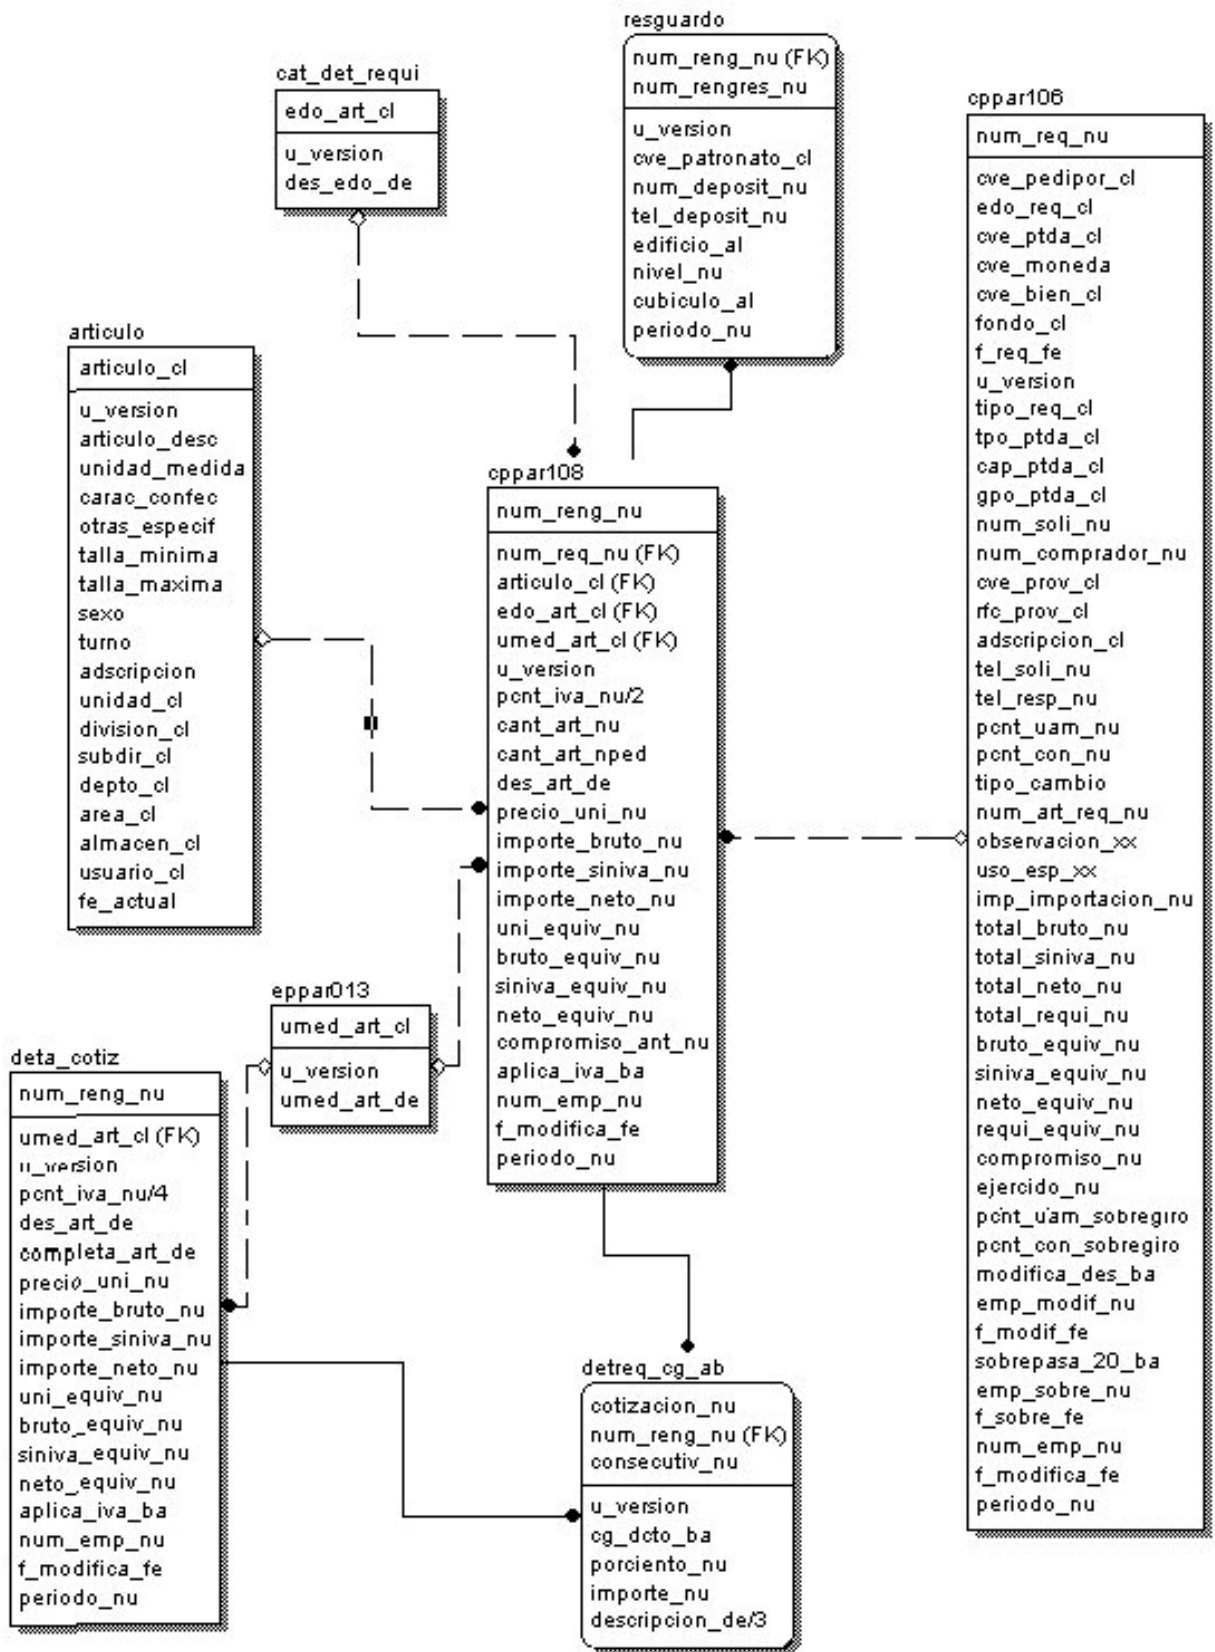 resguardo
num_reng_nu (FK)
num_rengres_nu
u_version
cve_patronato_cl
num_deposit_nu
tel_deposit_nu
edificio_al
nivel_nu
cubiculo_al
periodo_nu
cat_det_requi
edo_art_cl
u_version
des_edo_de
cppar106
num_req_nu
cve_pedipor_cl
edo_req_cl
cve_ptda_cl
cve_moneda
cve_bien_cl
fondo_cl
f_req_fe
u_version
tipo_req_cl
tpo_ptda_cl
cap_ptda_cl
gpo_ptda_cl
num_soli_nu
num_comprador_nu
cve_prov_cl
rfc_prov_cl
adscripcion_cl
tel_soli_nu
tel_resp_nu
pcnt_uam_nu
pcnt_con_nu
tipo_cambio
num_art_req_nu
observacion_xx
uso_esp_xx
imp_importacion_nu
total_bruto_nu
total_siniva_nu
total_neto_nu
total_requi_nu
bruto_equiv_nu
siniva_equiv_nu
neto_equiv_nu
requi_equiv_nu
compromiso_nu
ejercido_nu
pcnt_uam_sobregiro
pcnt_con_sobregiro
modifica_des_ba
emp_modif_nu
f_modif_fe
sobrepasa_20_ba
emp_sobre_nu
f_sobre_fe
num_emp_nu
f_modifica_fe
periodo_nu
articulo
articulo_cl
u_version
articulo_desc
unidad_medida
carac_confec
otras_especif
talla_minima
talla_maxima
sexo
turno
adscripcion
unidad_cl
division_cl
subdir_cl
depto_cl
area_cl
almacen_cl
usuario_cl
fe_actual
cppar108
num_reng_nu
num_req_nu (FK)
articulo_cl (FK)
edo_art_cl (FK)
umed_art_cl (FK)
u_version
pcnt_iva_nu/2
cant_art_nu
cant_art_nped
des_art_de
precio_uni_nu
importe_bruto_nu
importe_siniva_nu
importe_neto_nu
uni_equiv_nu
bruto_equiv_nu
siniva_equiv_nu
neto_equiv_nu
compromiso_ant_nu
aplica_iva_ba
num_emp_nu
f_modifica_fe
periodo_nu
eppar013
umed_art_cl
u_version
umed_art_de
deta_cotiz
num_reng_nu
umed_art_cl (FK)
u_version
pcnt_iva_nu/4
des_art_de
completa_art_de
precio_uni_nu
importe_bruto_nu
importe_siniva_nu
importe_neto_nu
uni_equiv_nu
bruto_equiv_nu
siniva_equiv_nu
neto_equiv_nu
aplica_iva_ba
num_emp_nu
f_modifica_fe
periodo_nu
detreq_cg_ab
cotizacion_nu
num_reng_nu (FK)
consecutiv_nu
u_version
cg_dcto_ba
porciento_nu
importe_nu
descripcion_de/3